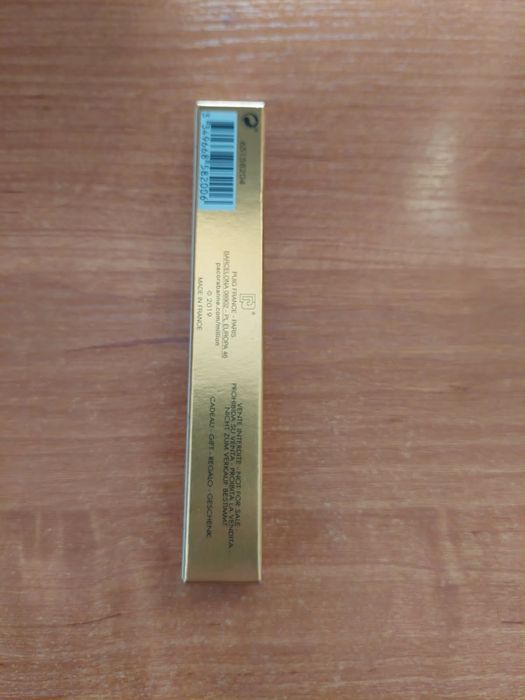 3 349668 582006
PUIG FRANCE - PARIS
BARCELONA 08902 - PL EUROPA 46
pacorabanne.com/million
© 2019
MADE IN FRANCE
VENTE INTERDITE - NOT FOR SALE
PROHIBIDA SU VENTA - PROIBITA LA VENDITA
NICHT ZUM VERKAUF BESTIMMT
CADEAU - GIFT - REGALO - GESCHENK